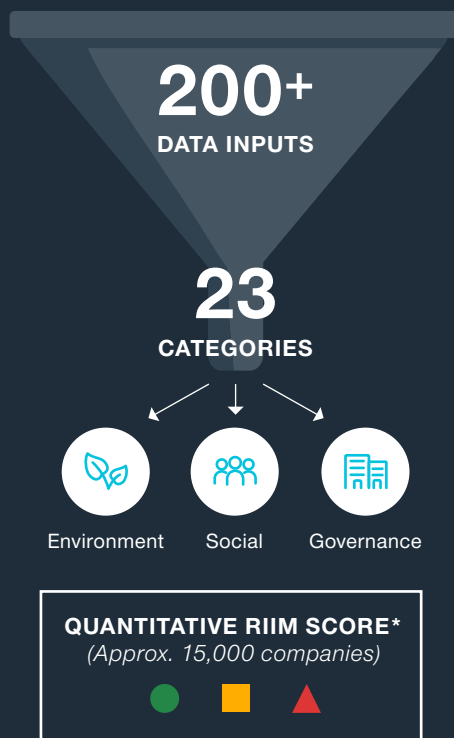 200+
DATA INPUTS
23
CATEGORIES
Environment Social Governance
QUANTITATIVE RIIM SCORE*
(Approx. 15,000 companies)